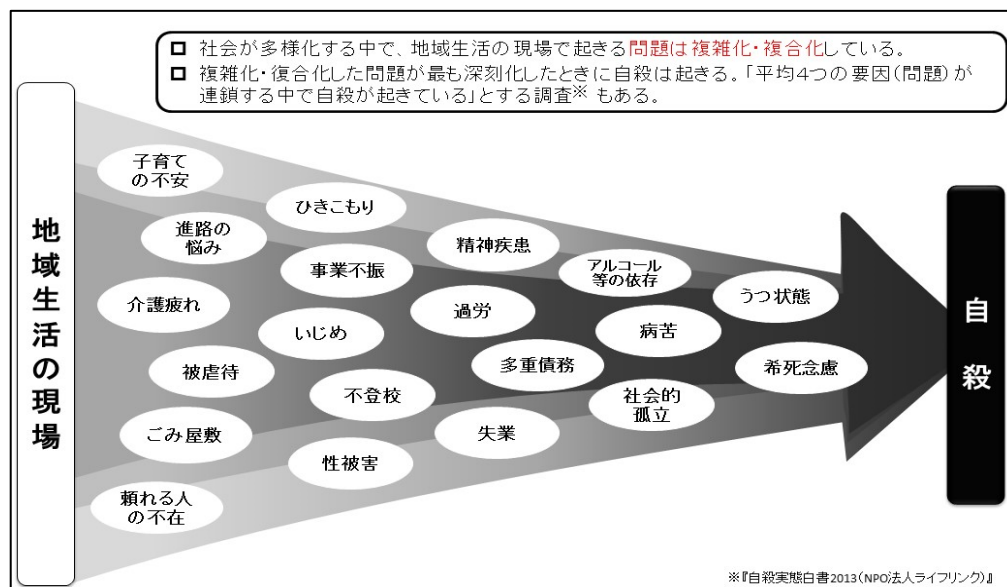 □ 社会が多様化する中で、地域生活の現場で起きる問題は複雑化・複合化している。
□ 複雑化・復合化した問題が最も深刻化したときに自殺は起きる。「平均4つの要因(問題)が
連鎖する中で自殺が起きている」とする調査※ もある。
地域生活の現場
子育て
の不安
進路の
悩み
介護疲れ
被虐待
ごみ屋敷
頼れる人
の不在
ひきこもり
事業不振
いじめ
不登校
性被害
精神疾患
過労
多重債務
失業
アルコール
等の依存
病苦
社会的
孤立
うつ状態
希死念慮
自殺
※『自殺実態白書2013(NPO法人ライフリンク)』